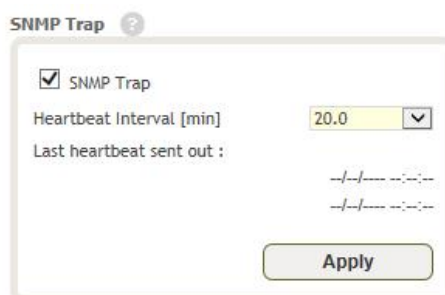 SNMP Trap ?
SNMP Trap
Heartbeat Interval [min] 20.0
Last heartbeat sent out :
--/--/---- --:--:--
--/--/---- --:--:--
Apply